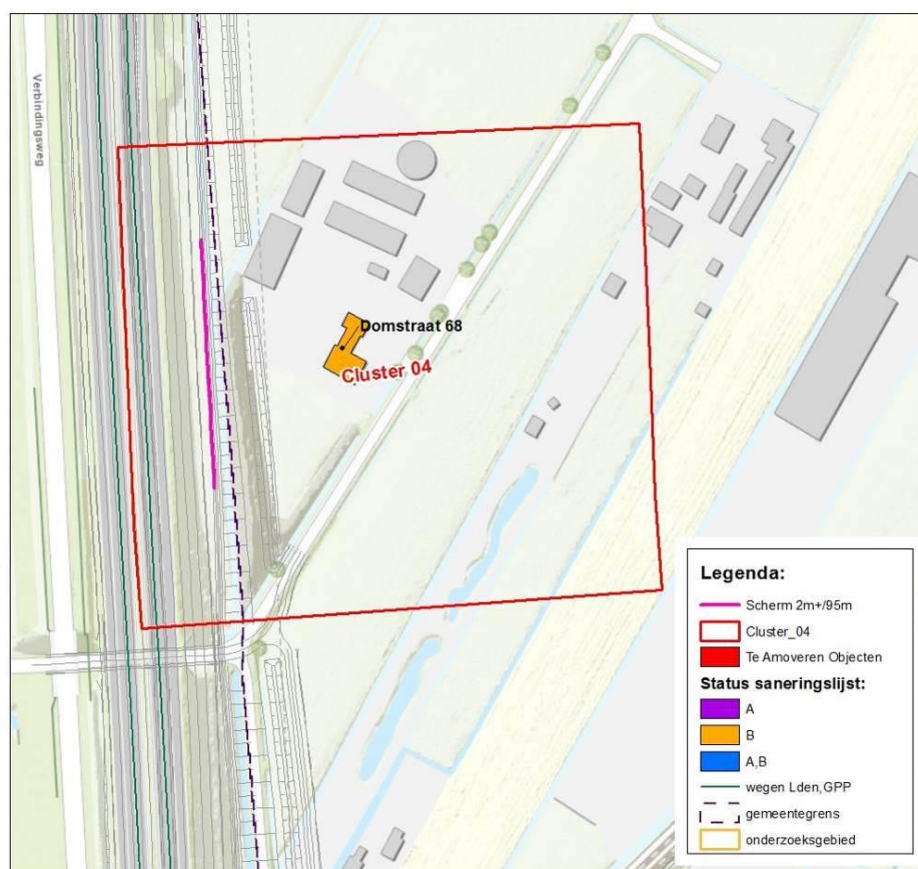 Verbindingsweg
Domstraat 68
Cluster 04
Legenda:
Scherm 2m+/95m
Cluster_04
Te Amoveren Objecten
Status saneringslijst:
A
B
A,B
wegen Lden,GPP
gemeentegrens
onderzoeksgebied